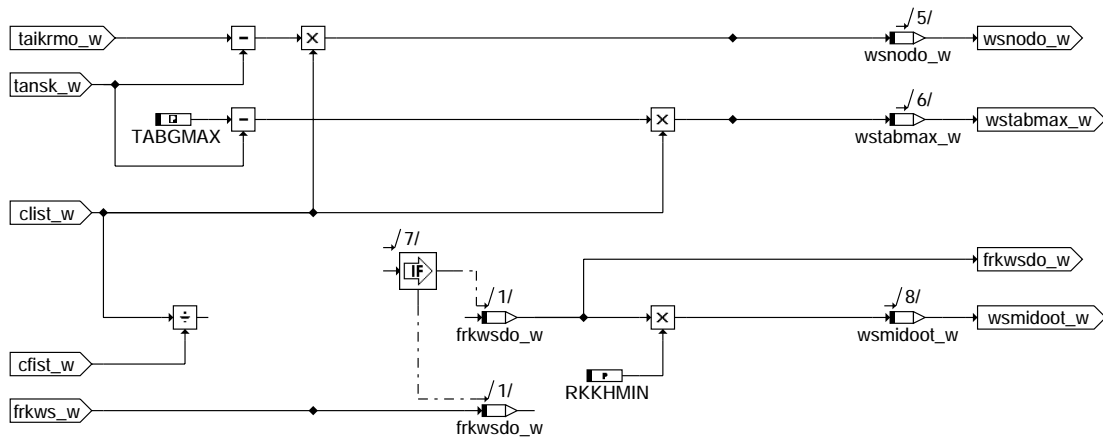 taikrmo_w
/5/
wsnodo_w
wsnodo_w
tansk_w
/6/
TABGMAX
wstabmax_w
wstabmax_w
clist_w
/7/
IF
frkwsdo_w
/1/
/8/
frkwsdo_w
wsmidoot_w
wsmidoot_w
cfist_w
P
RKKHMIN
/1/
frkws_w
frkwsdo_w